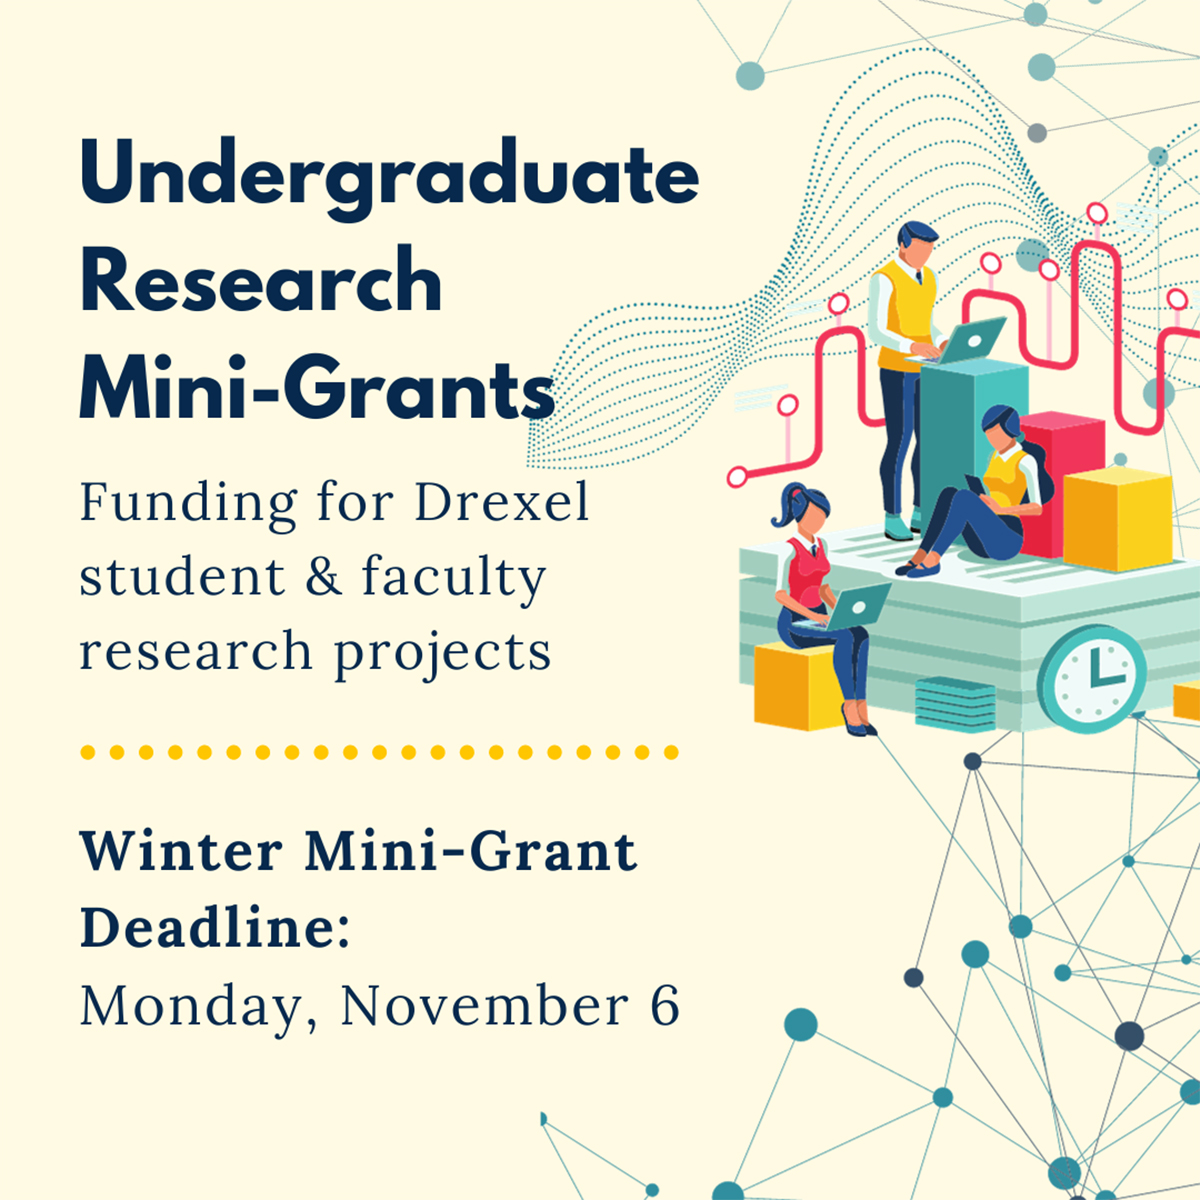 Undergraduate
Research
Mini-Grants
Funding for Drexel
student & faculty
research projects
Winter Mini-Grant
Deadline:
Monday, November 6